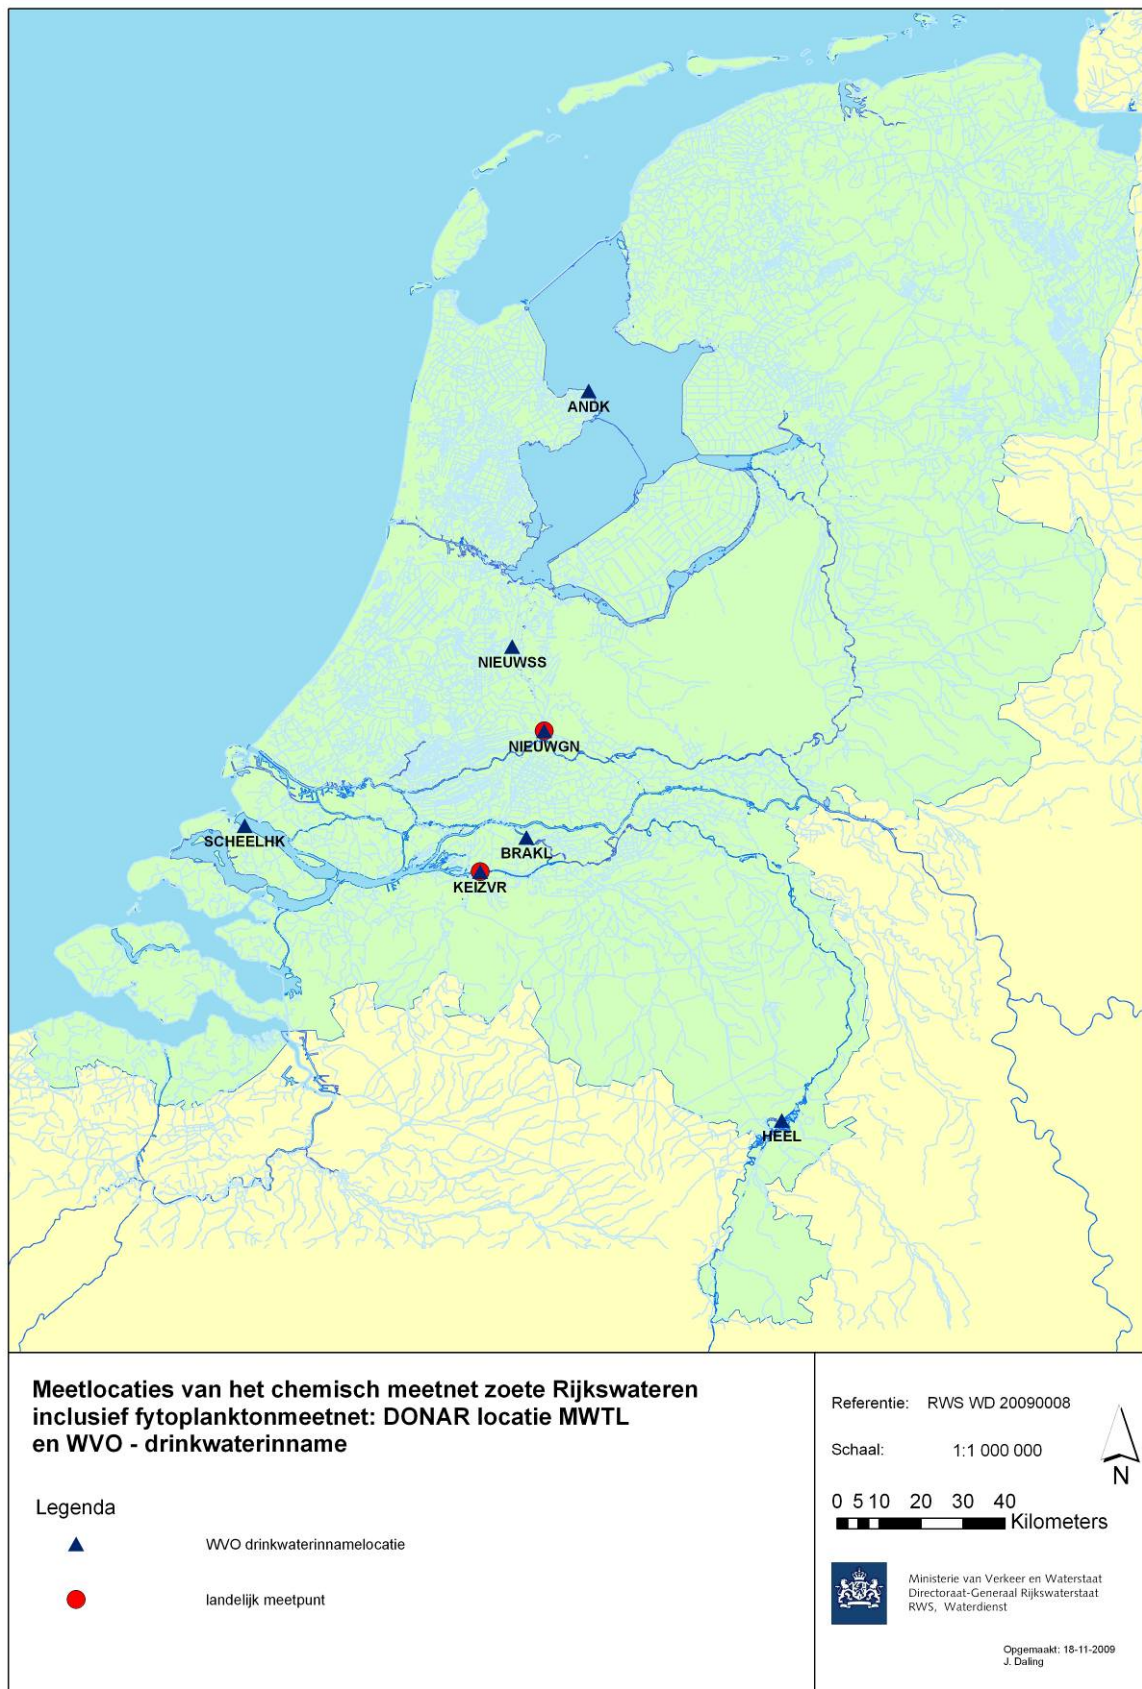 ANDK
NIEUWSS
NIEUWGN
SCHEELHK
BRAKL
KEIZVR
HEEL
Meetlocaties van het chemisch meetnet zoete Rijkswateren
inclusief fytoplanktonmeetnet: DONAR locatie MWTL
en WVO - drinkwaterinname
Legenda
WVO drinkwaterinnamelocatie
landelijk meetpunt
Referentie: RWS WD 20090008
Schaal: 1:1 000 000
N
0 5 10 20 30 40
Kilometers
Ministerie van Verkeer en Waterstaat
Directoraat-Generaal Rijkswaterstaat
RWS, Waterdienst
Opgemaakt: 18-11-2009
J. Daling